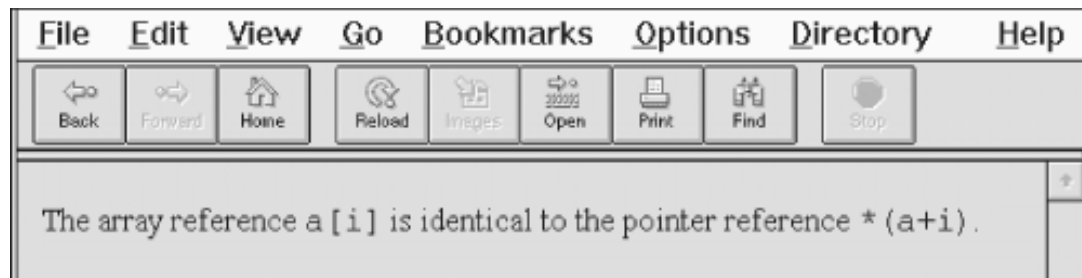 File Edit View Go Bookmarks Options Directory Help
Back Forward Home Reload Images Open Print Find Stop
The array reference a[i] is identical to the pointer reference *(a+i).